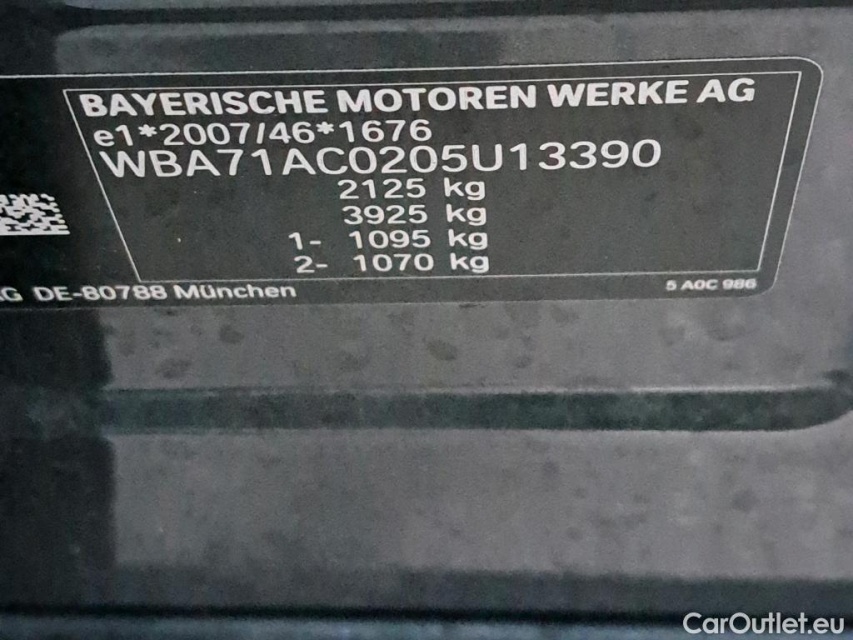 BAYERISCHE MOTOREN WERKE AG
e1*2007/46*1676
WBA71AC0205U13390
2125 kg
3925 kg
1- 1095 kg
2- 1070 kg
G DE-80788 München
5 A0C 986
CarOutlet.eu